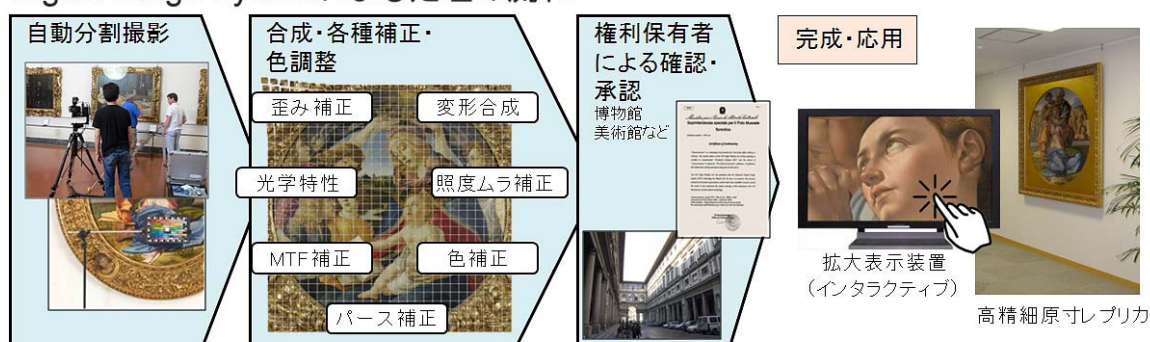 自動分割撮影
合成・各種補正・
色調整
歪み補正
変形合成
光学特性
照度ムラ補正
MTF補正
色補正
パース補正
権利保有者
による確認・
承認
博物館
美術館など
完成・応用
拡大表示装置
(インタラクティブ)
高精細原寸レプリカ